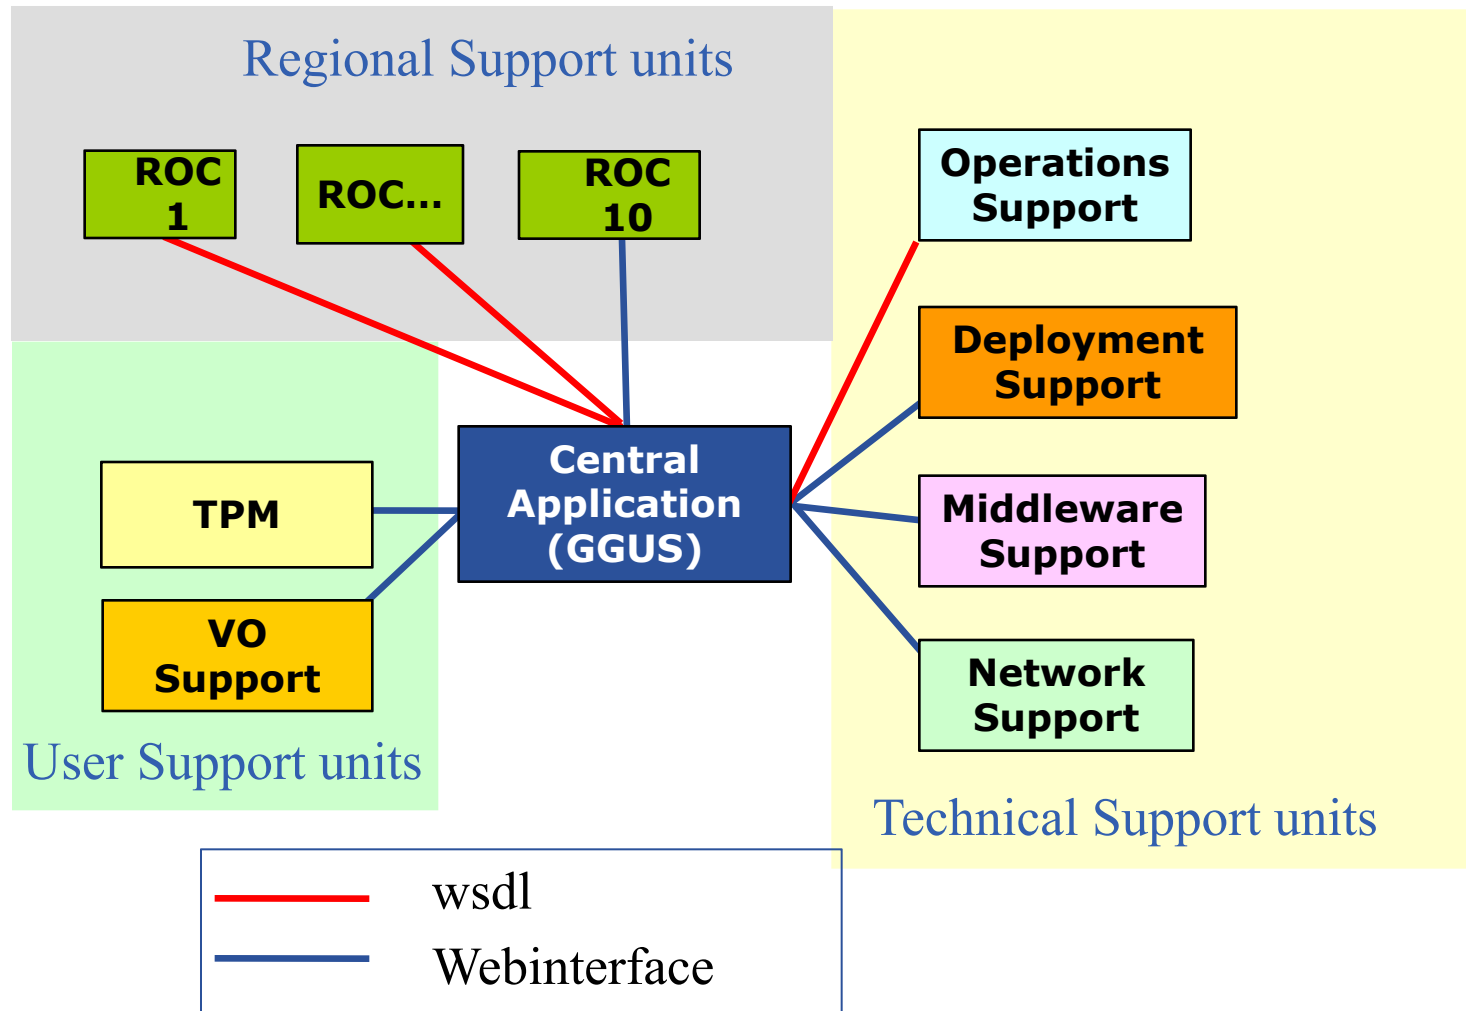 Regional Support units
ROC
1
ROC...
ROC
10
Operations
Support
Deployment
Support
Central
Application
(GGUS)
TPM
Middleware
Support
VO
Support
Network
Support
User Support units
Technical Support units
wsdl
Webinterface